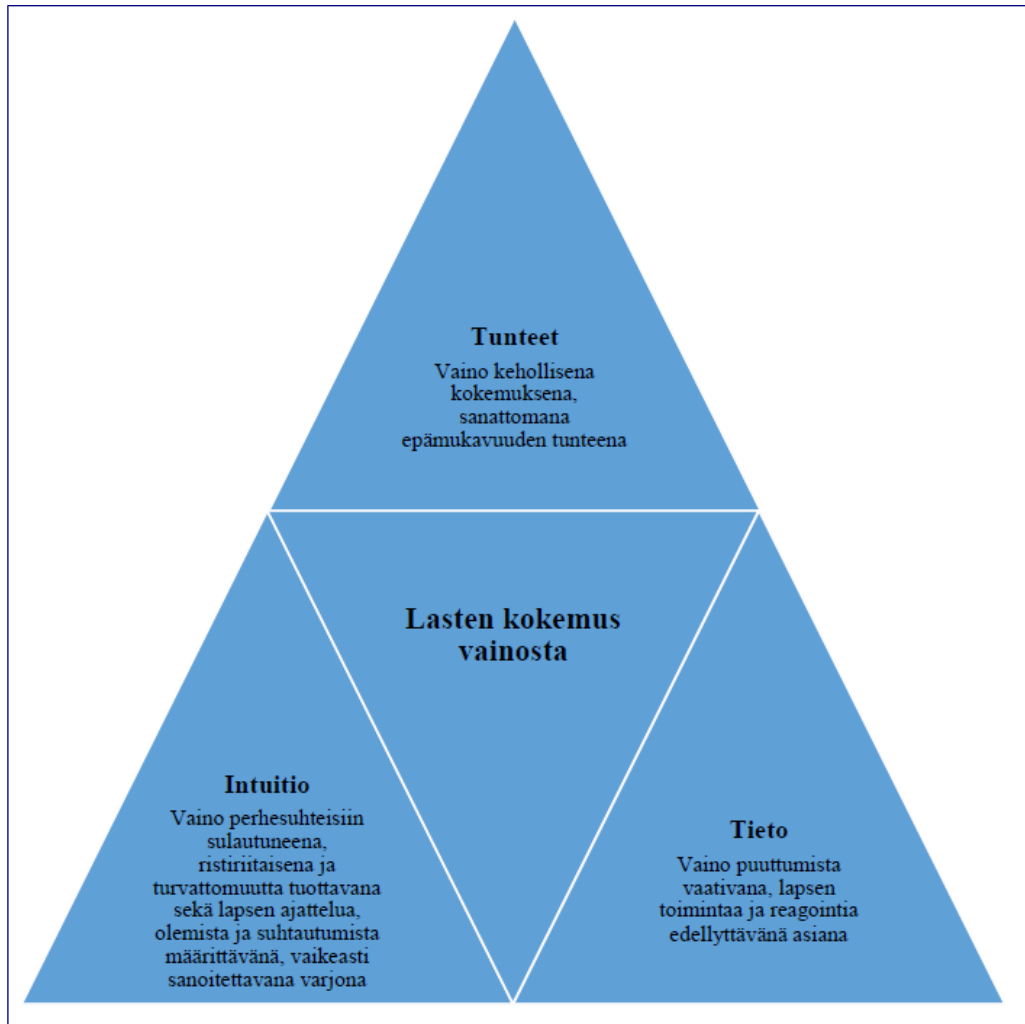 Tunteet
Vaino kehollisena
kokemuksena,
sanattomana
epämukavuuden tunteena
Lasten kokemus
vainosta
Intuitio
Vaino perhesuhteisiin
sulautuneena,
ristiriitaisena ja
turvattomuutta tuottavana
sekä lapsen ajattelua,
olemista ja suhtautumista
määrittävänä, vaikeasti
sanoitettavana varjona
Tieto
Vaino puuttumista
vaativana, lapsen
toimintaa ja reagointia
edellyttävänä asiana